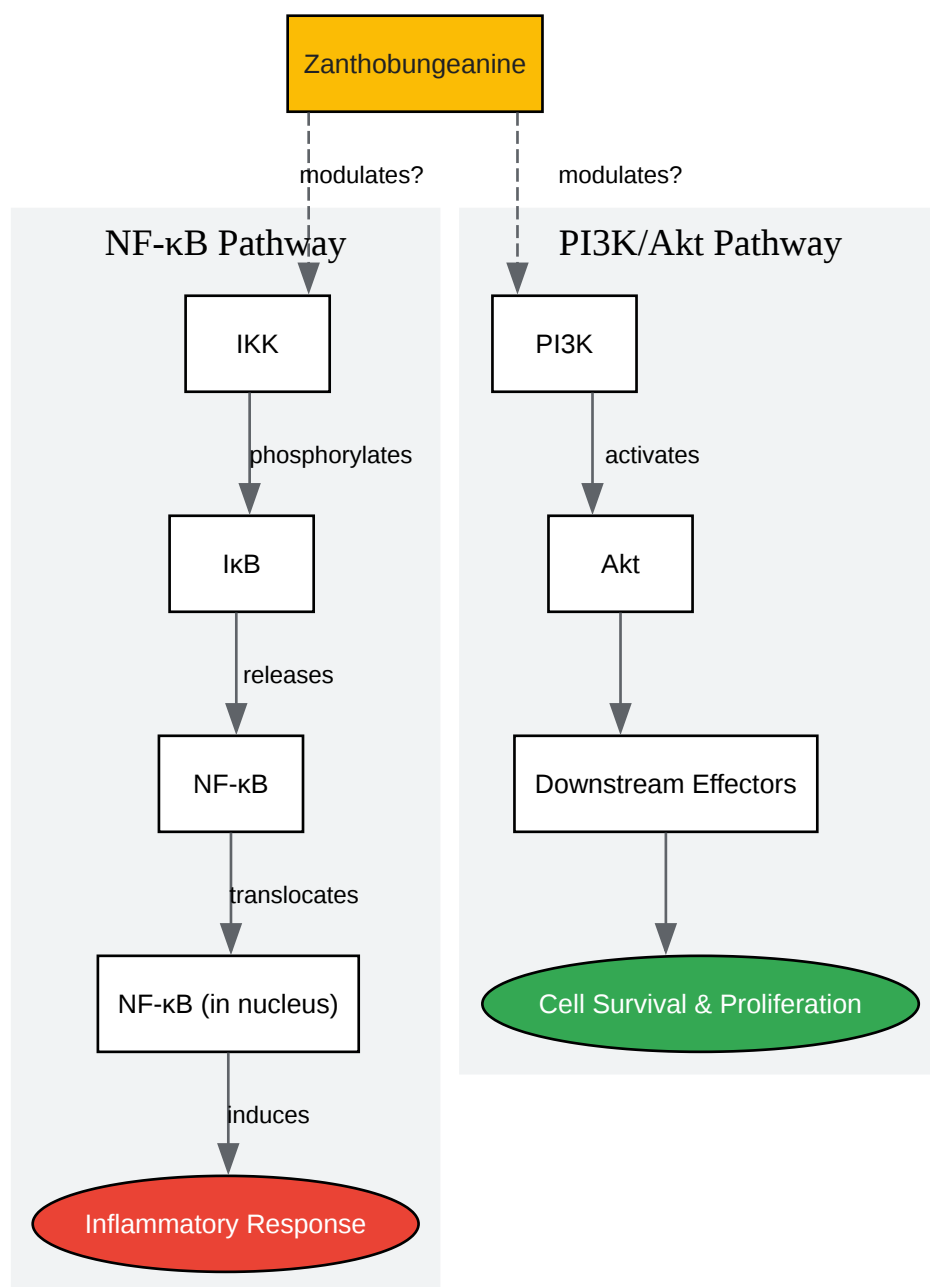 Zanthobungeanine
modulates?
modulates?
NF-κB Pathway
PI3K/Akt Pathway
IKK
PI3K
phosphorylates
activates
IκB
Akt
releases
NF-κB
Downstream Effectors
translocates
NF-κB (in nucleus)
Cell Survival & Proliferation
induces
Inflammatory Response